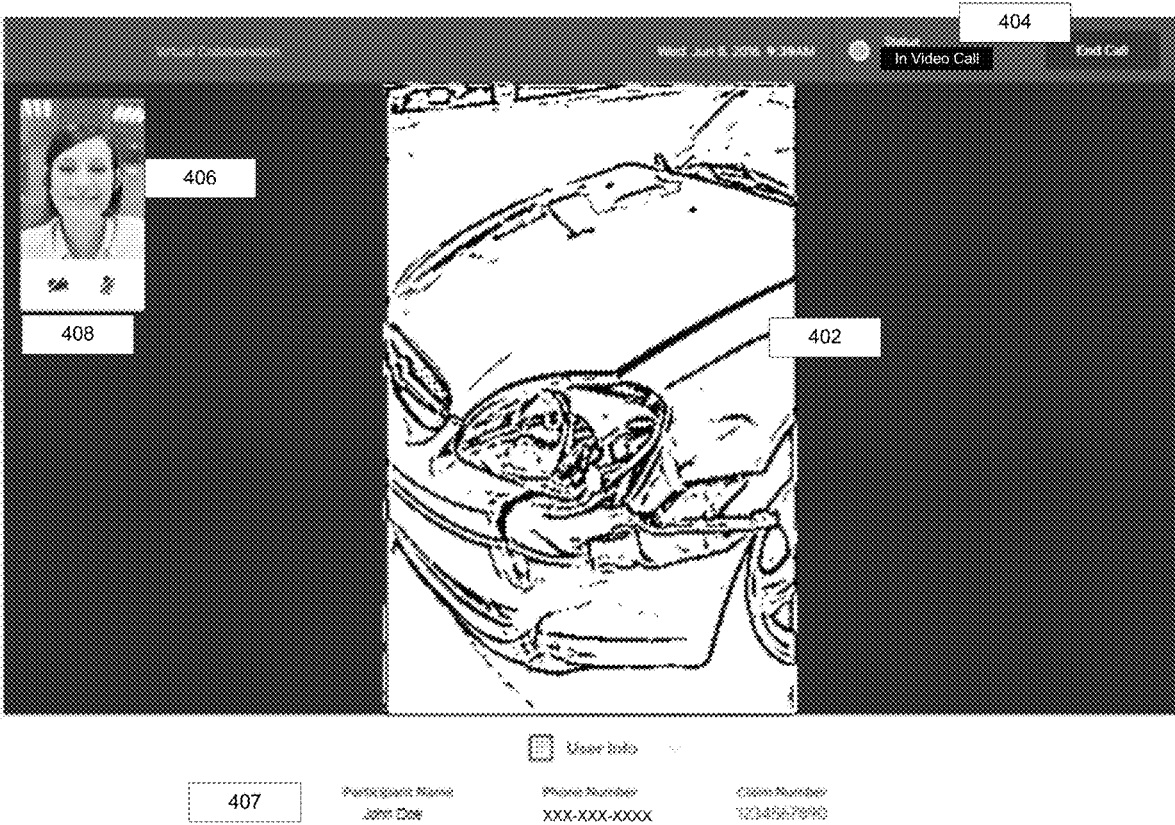 404
Status
End Call
In Video Call
406
408
402
User Info
407
Participant Name
Phone Number
Claim Number
John Doe
XXX-XXX-XXXX